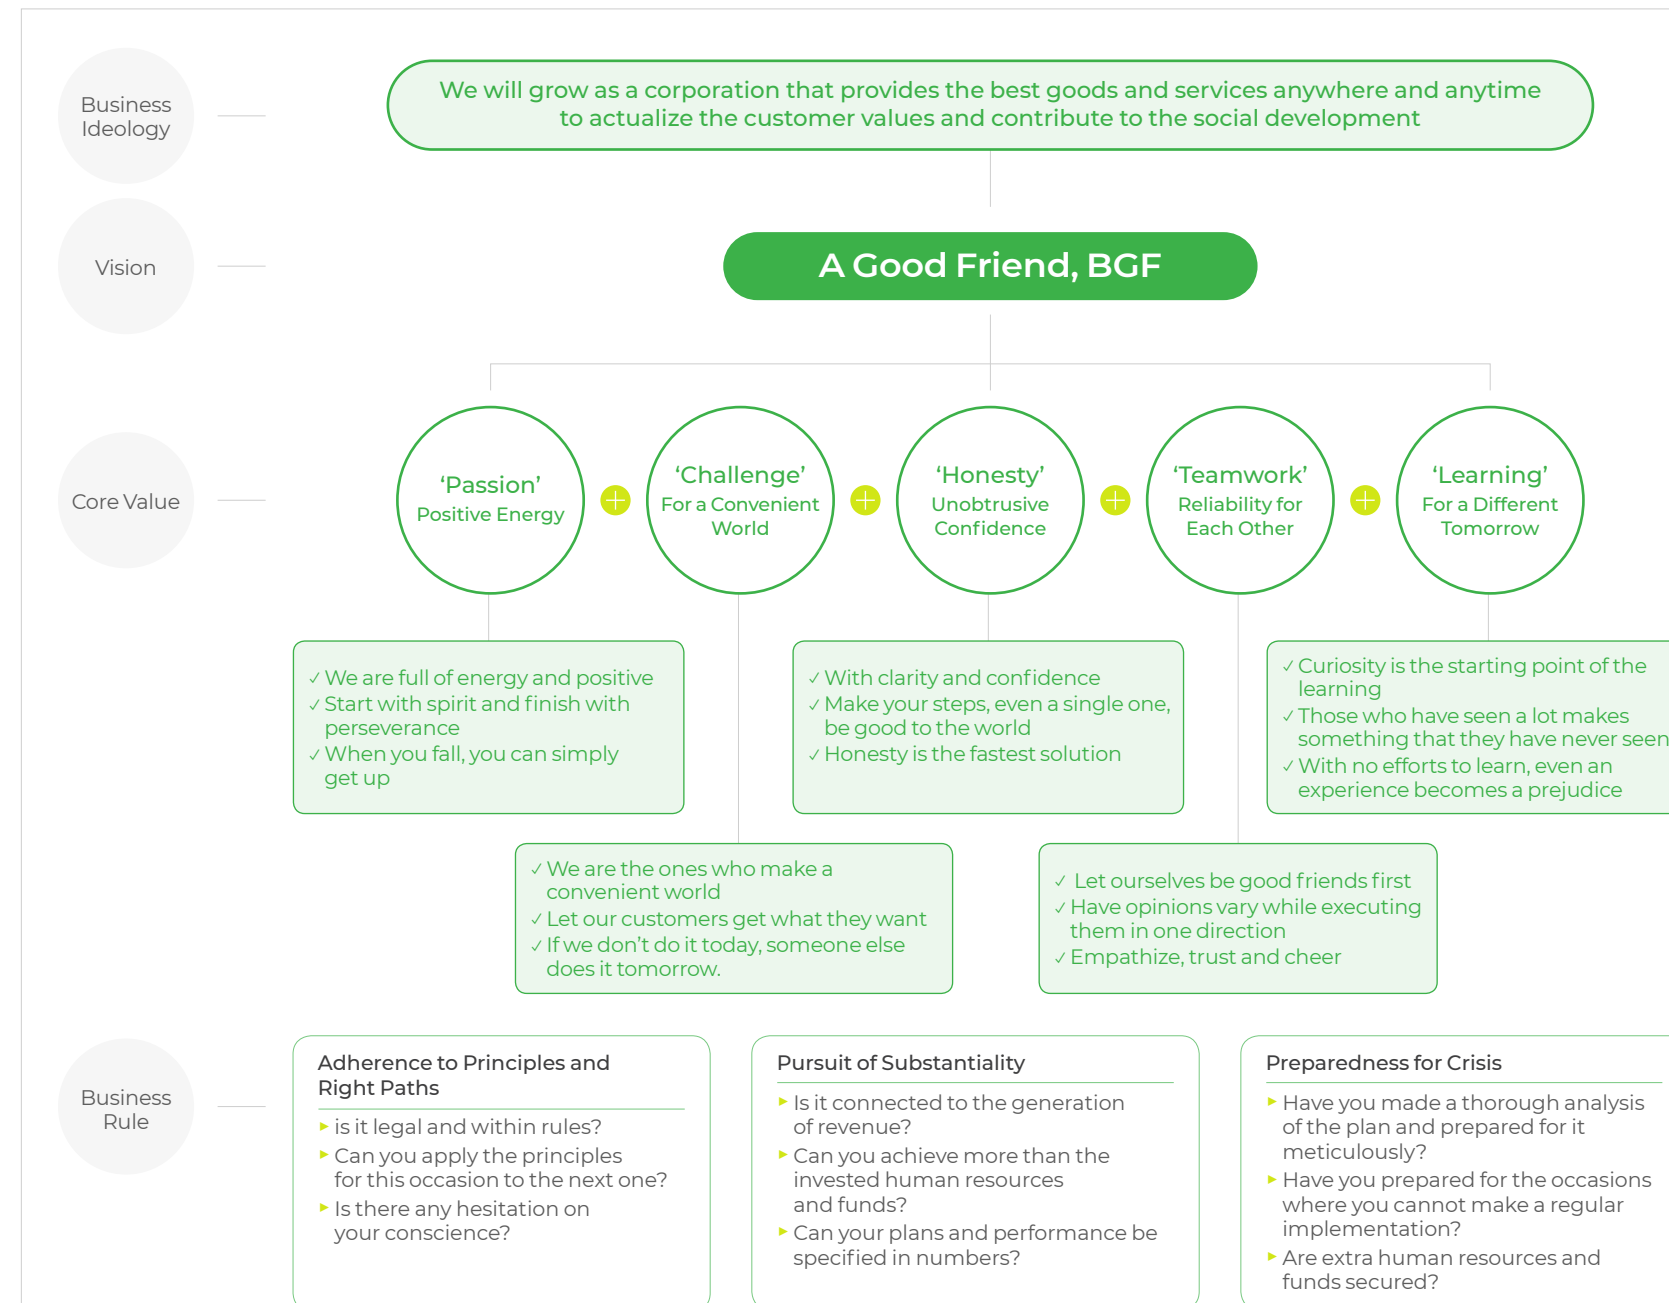 Business
Ideology
We will grow as a corporation that provides the best goods and services anywhere and anytime
to actualize the customer values and contribute to the social development
Vision
A Good Friend, BGF
Core Value
‘Passion’
Positive Energy
‘Challenge’
For a Convenient
World
‘Honesty’
Unobtrusive
Confidence
‘Teamwork’
Reliability for
Each Other
‘Learning’
For a Different
Tomorrow
✓ We are full of energy and positive
✓ Start with spirit and finish with
perseverance
✓ When you fall, you can simply
get up
✓ With clarity and confidence
✓ Make your steps, even a single one,
be good to the world
✓ Honesty is the fastest solution
✓ Curiosity is the starting point of the
learning
✓ Those who have seen a lot makes
something that they have never seen
✓ With no efforts to learn, even an
experience becomes a prejudice
✓ We are the ones who make a
convenient world
✓ Let our customers get what they want
✓ If we don’t do it today, someone else
does it tomorrow.
✓ Let ourselves be good friends first
✓ Have opinions vary while executing
them in one direction
✓ Empathize, trust and cheer
Business
Rule
Adherence to Principles and
Right Paths
▸ is it legal and within rules?
▸ Can you apply the principles
for this occasion to the next one?
▸ Is there any hesitation on
your conscience?
Pursuit of Substantiality
▸ Is it connected to the generation
of revenue?
▸ Can you achieve more than the
invested human resources
and funds?
▸ Can your plans and performance be
specified in numbers?
Preparedness for Crisis
▸ Have you made a thorough analysis
of the plan and prepared for it
meticulously?
▸ Have you prepared for the occasions
where you cannot make a regular
implementation?
▸ Are extra human resources and
funds secured?